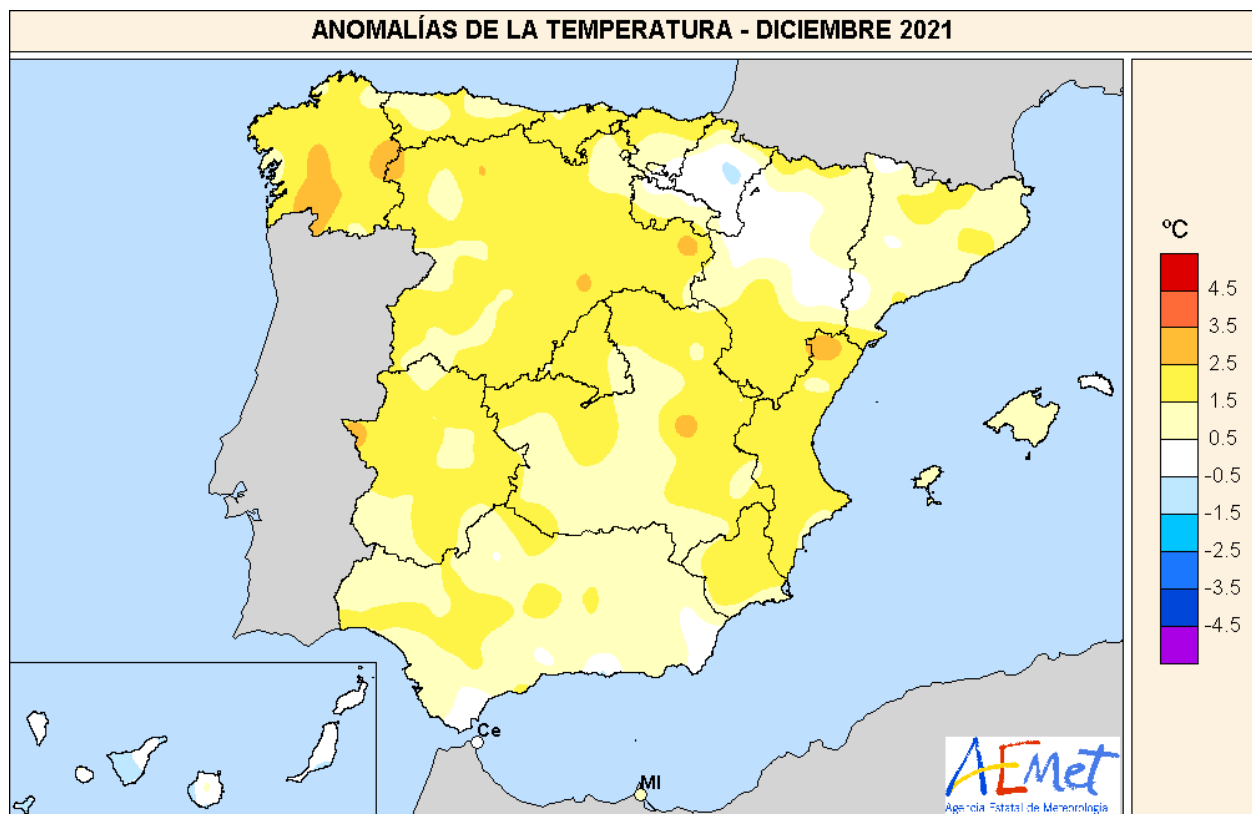 ANOMALÍAS DE LA TEMPERATURA - DICIEMBRE 2021
ºC
4.5
3.5
2.5
1.5
0.5
-0.5
-1.5
-2.5
-3.5
-4.5
Ce
Ml
AEMet
Agencia Estatal de Meteorología